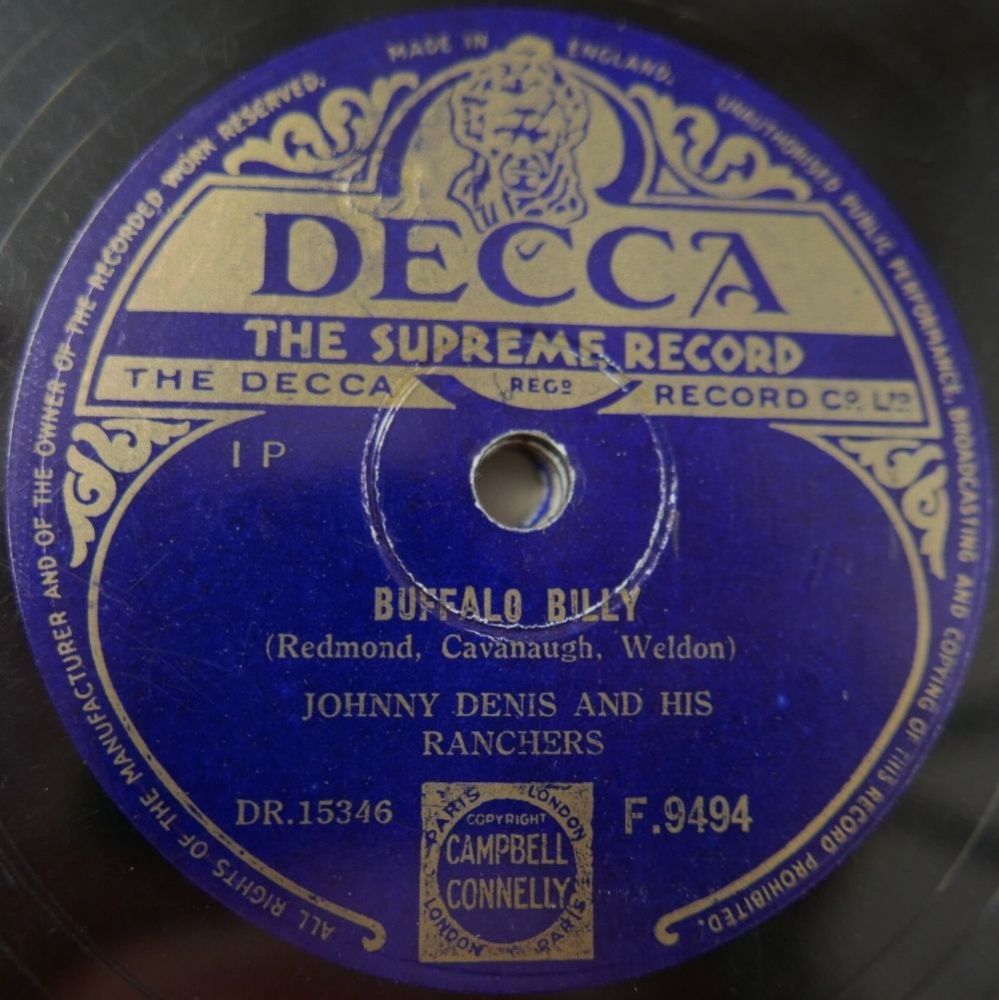 ALL RIGHTS OF THE MANUFACTURER AND OF THE OWNER OF THE RECORDED WORK RESERVED.
MADE IN ENGLAND.
UNAUTHORISED PUBLIC PERFORMANCE, BROADCASTING AND COPYING OF THIS RECORD PROHIBITED.
DECCA
THE SUPREME RECORD
THE DECCA REGD RECORD CO. LTD
1 P
BUFFALO BILLY
(Redmond, Cavanaugh, Weldon)
JOHNNY DENIS AND HIS
RANCHERS
DR.15346
F.9494
PARIS LONDON
COPYRIGHT
CAMPBELL
CONNELLY
LONDON PARIS